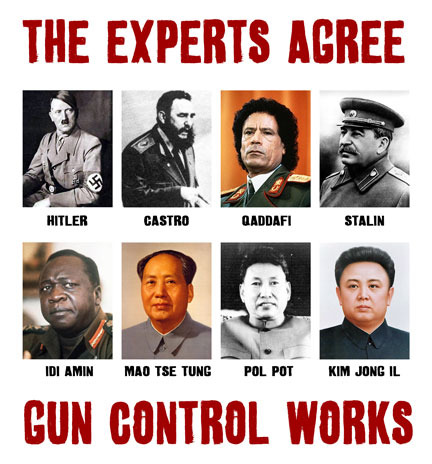 THE EXPERTS AGREE
HITLER CASTRO QADDAFI STALIN
IDI AMIN MAO TSE TUNG POL POT KIM JONG IL
GUN CONTROL WORKS